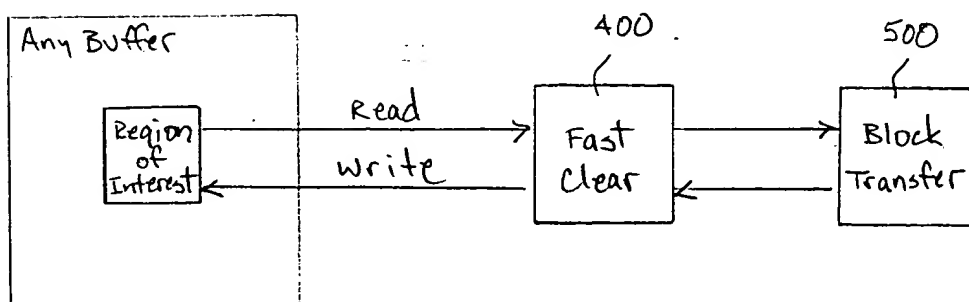 400
500
Any Buffer
Read
Write
Region
of
Interest
Fast
Clear
Block
Transfer